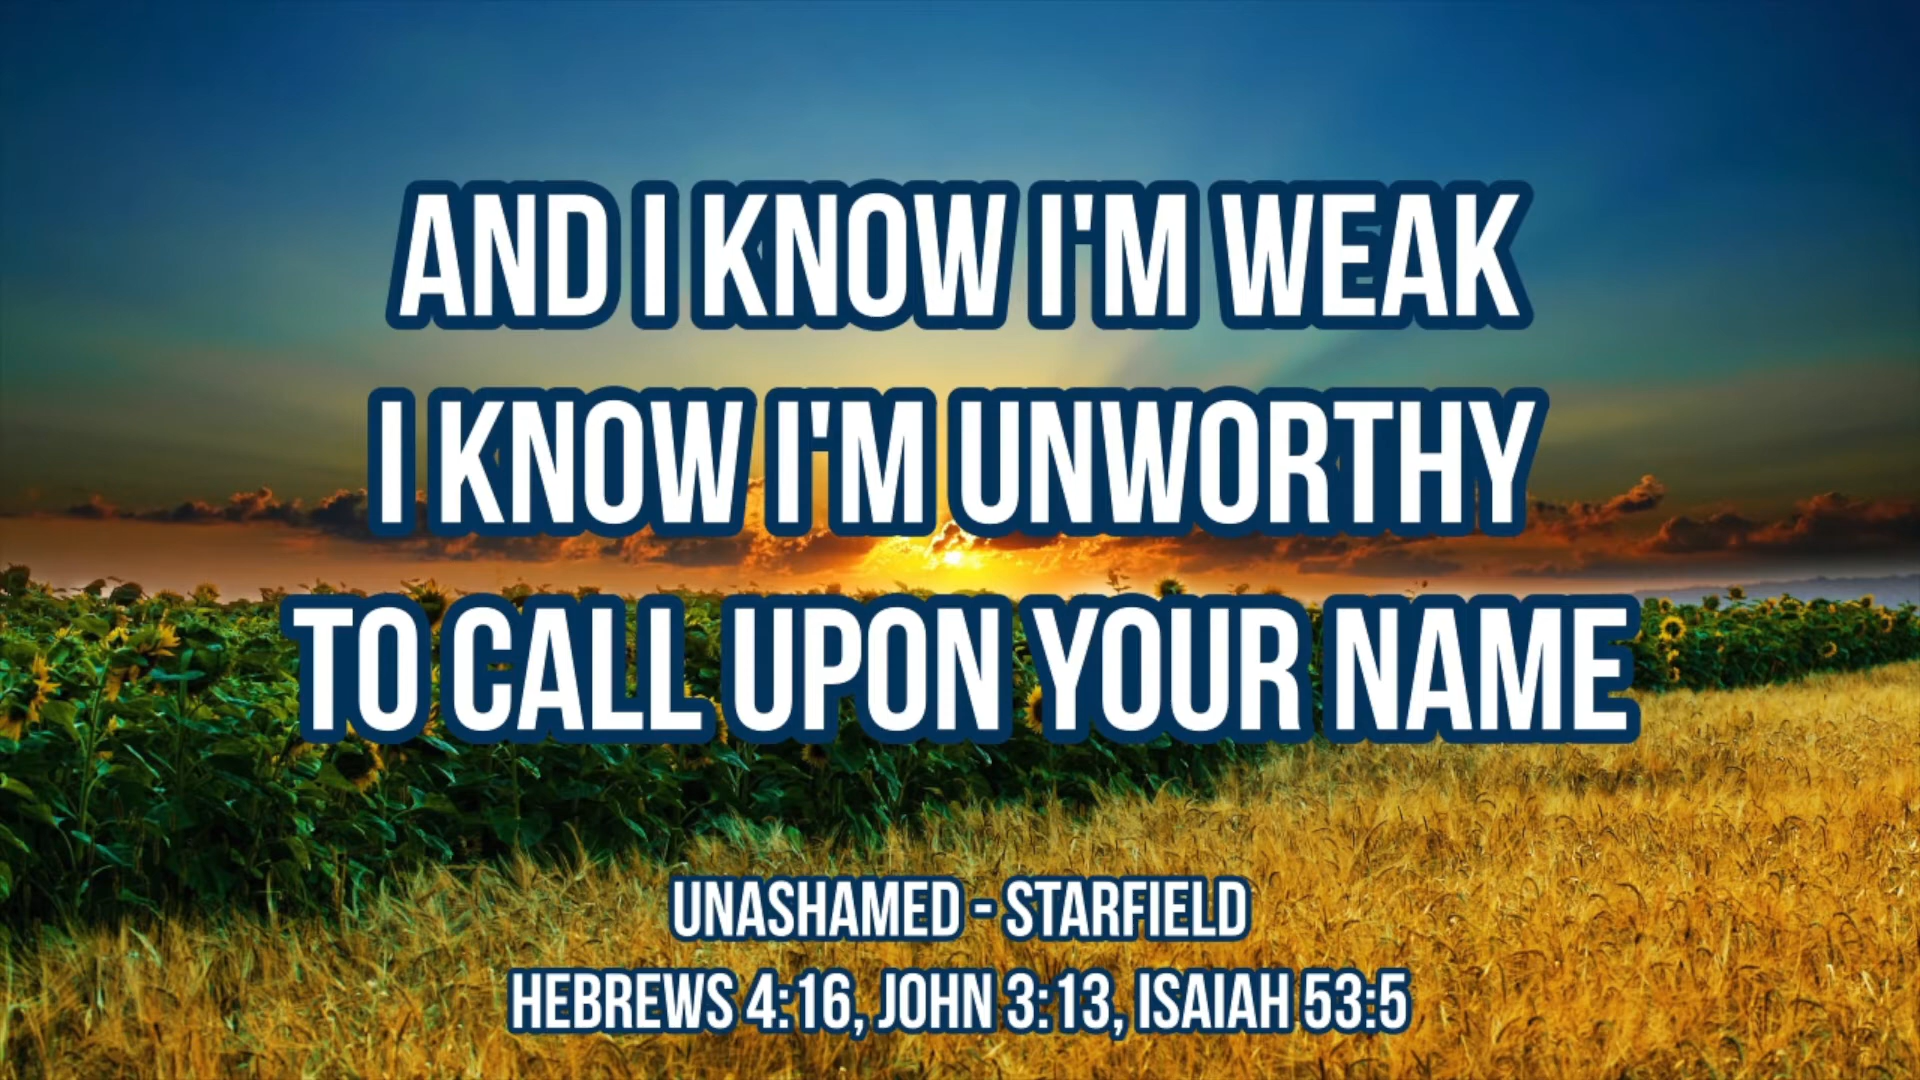 AND I KNOW I'M WEAK
I KNOW I'M UNWORTHY
TO CALL UPON YOUR NAME
UNASHAMED - STARFIELD
HEBREWS 4:16, JOHN 3:13, ISAIAH 53:5